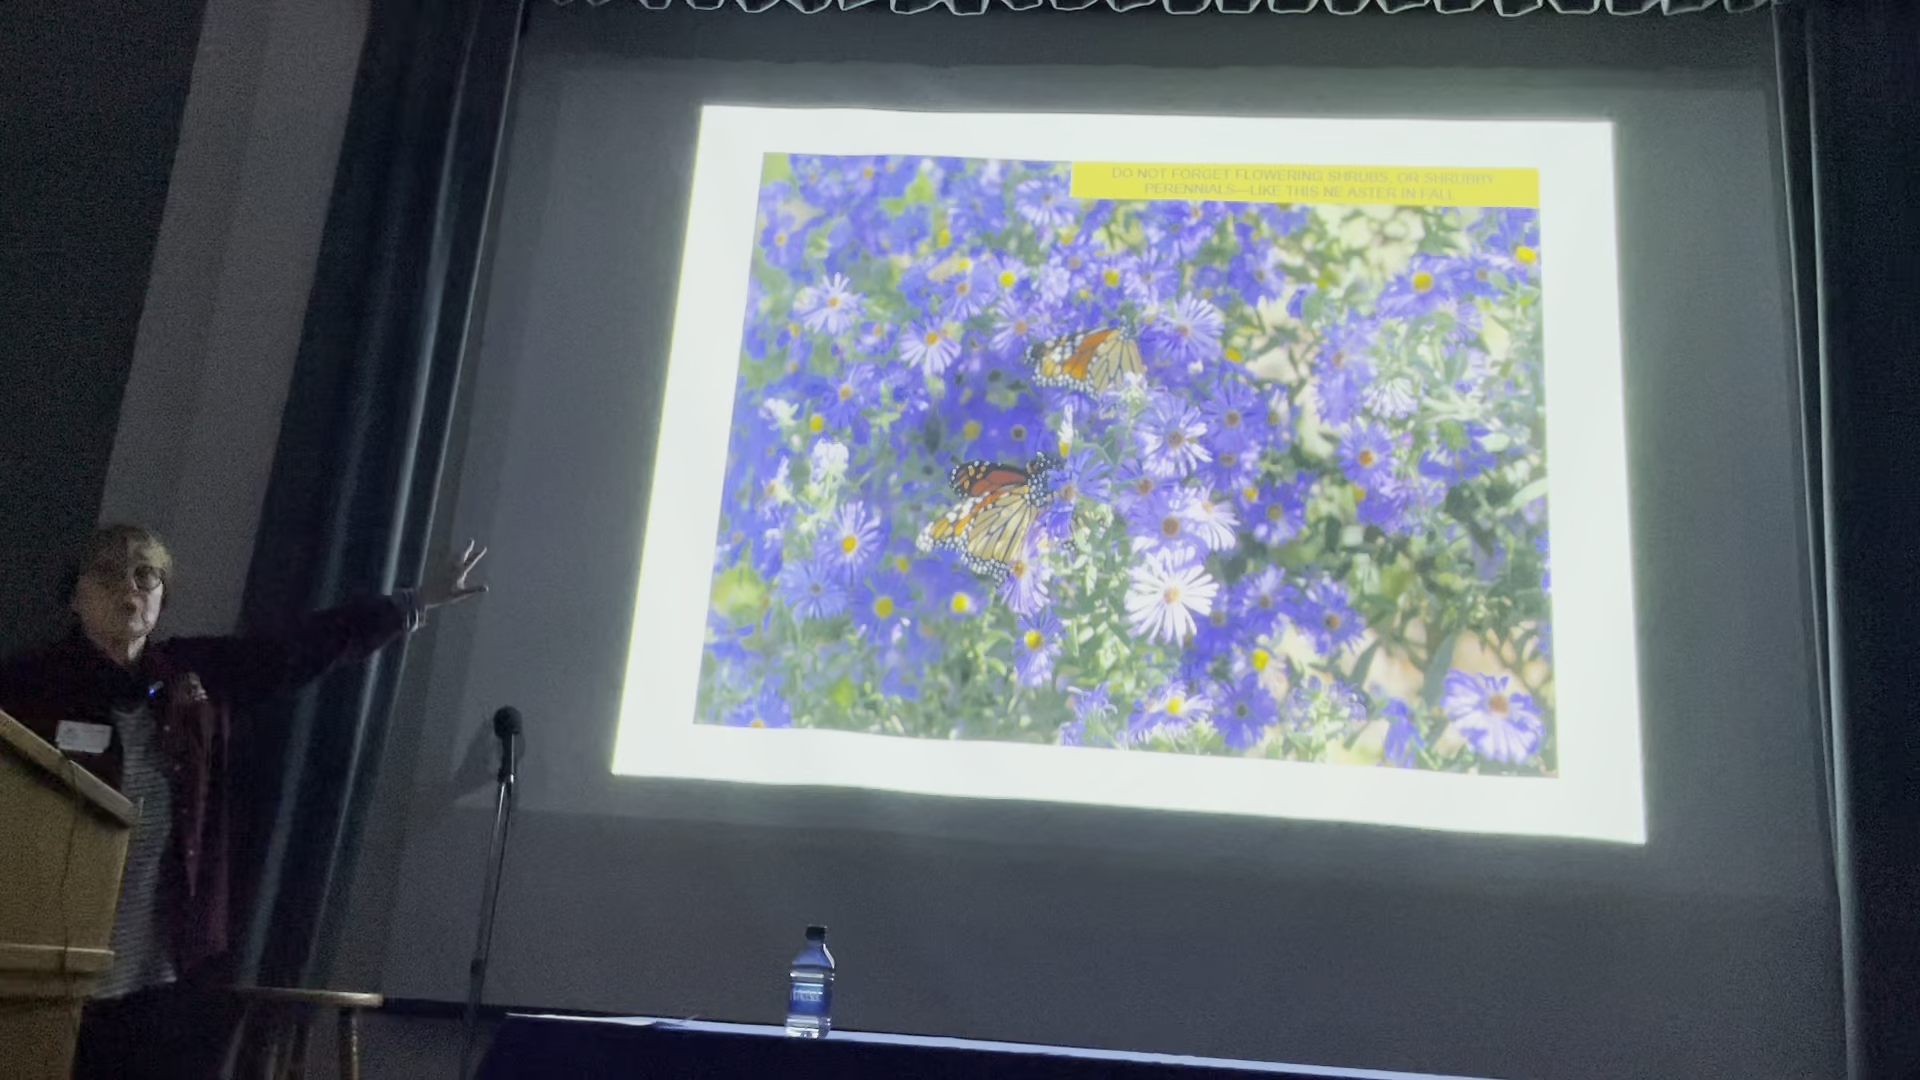 DO NOT FORGET FLOWERING SHRUBS, OR SHRUBBY
PERENNIALS—LIKE THIS NE ASTER IN FALL